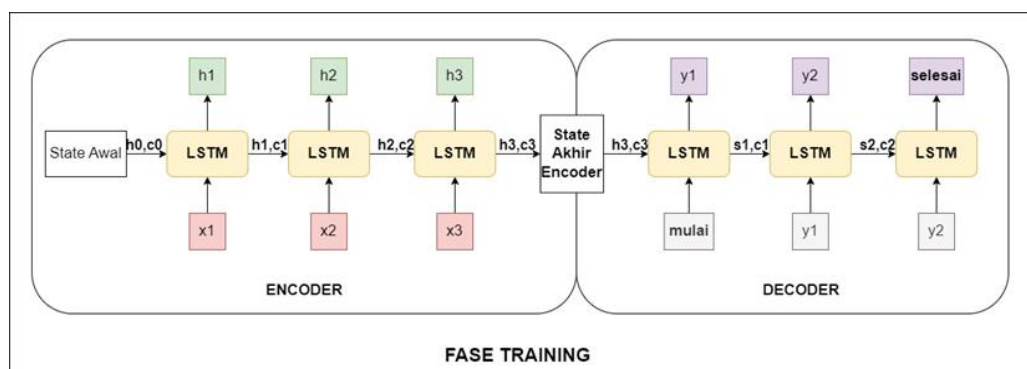 h1
h2
h3
y1
y2
selesai
State Awal
h0,c0
LSTM
h1,c1
LSTM
h2,c2
LSTM
h3,c3
State
Akhir
Encoder
h3,c3
LSTM
s1,c1
LSTM
s2,c2
LSTM
x1
x2
x3
mulai
y1
y2
ENCODER
DECODER
FASE TRAINING